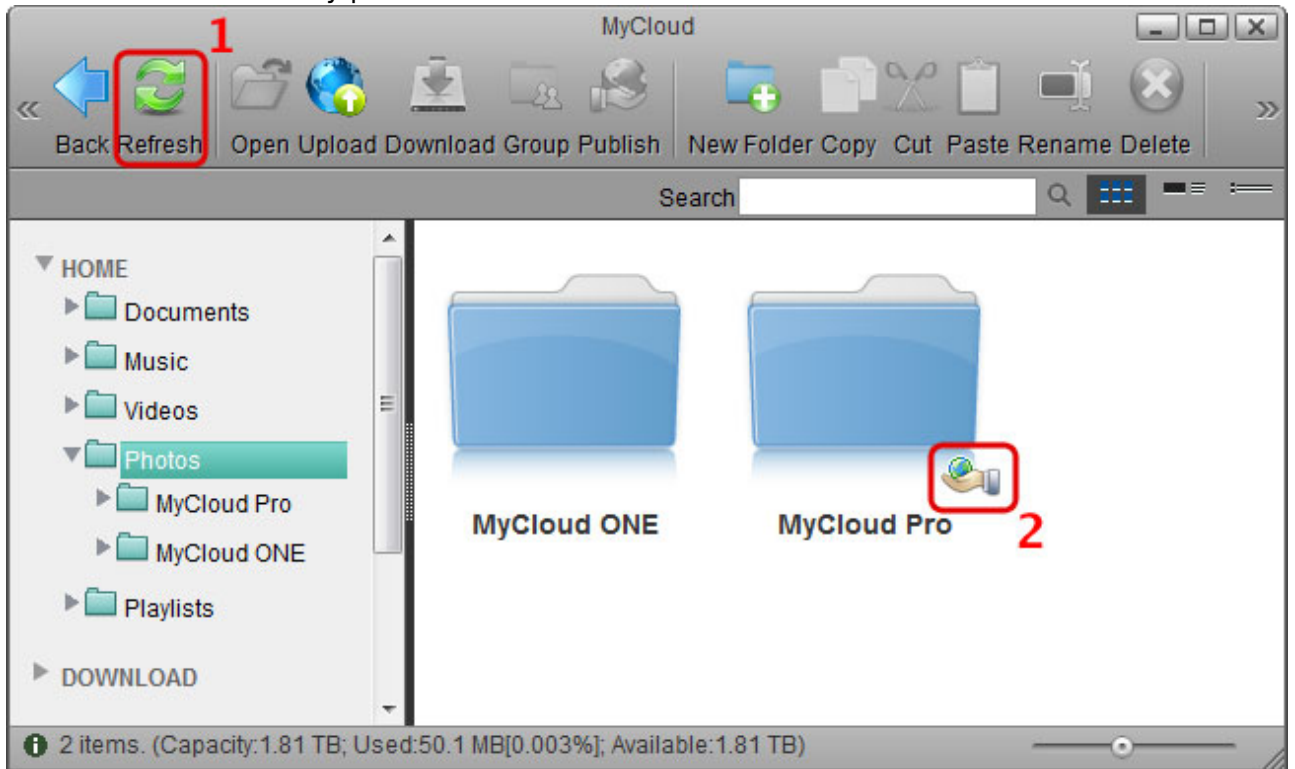 MyCloud
1
Back Refresh Open Upload Download Group Publish New Folder Copy Cut Paste Rename Delete
Search
HOME
Documents
Music
Videos
Photos
MyCloud Pro
MyCloud ONE
Playlists
DOWNLOAD
MyCloud ONE
MyCloud Pro
2
2 items. (Capacity:1.81 TB; Used:50.1 MB[0.003%]; Available:1.81 TB)